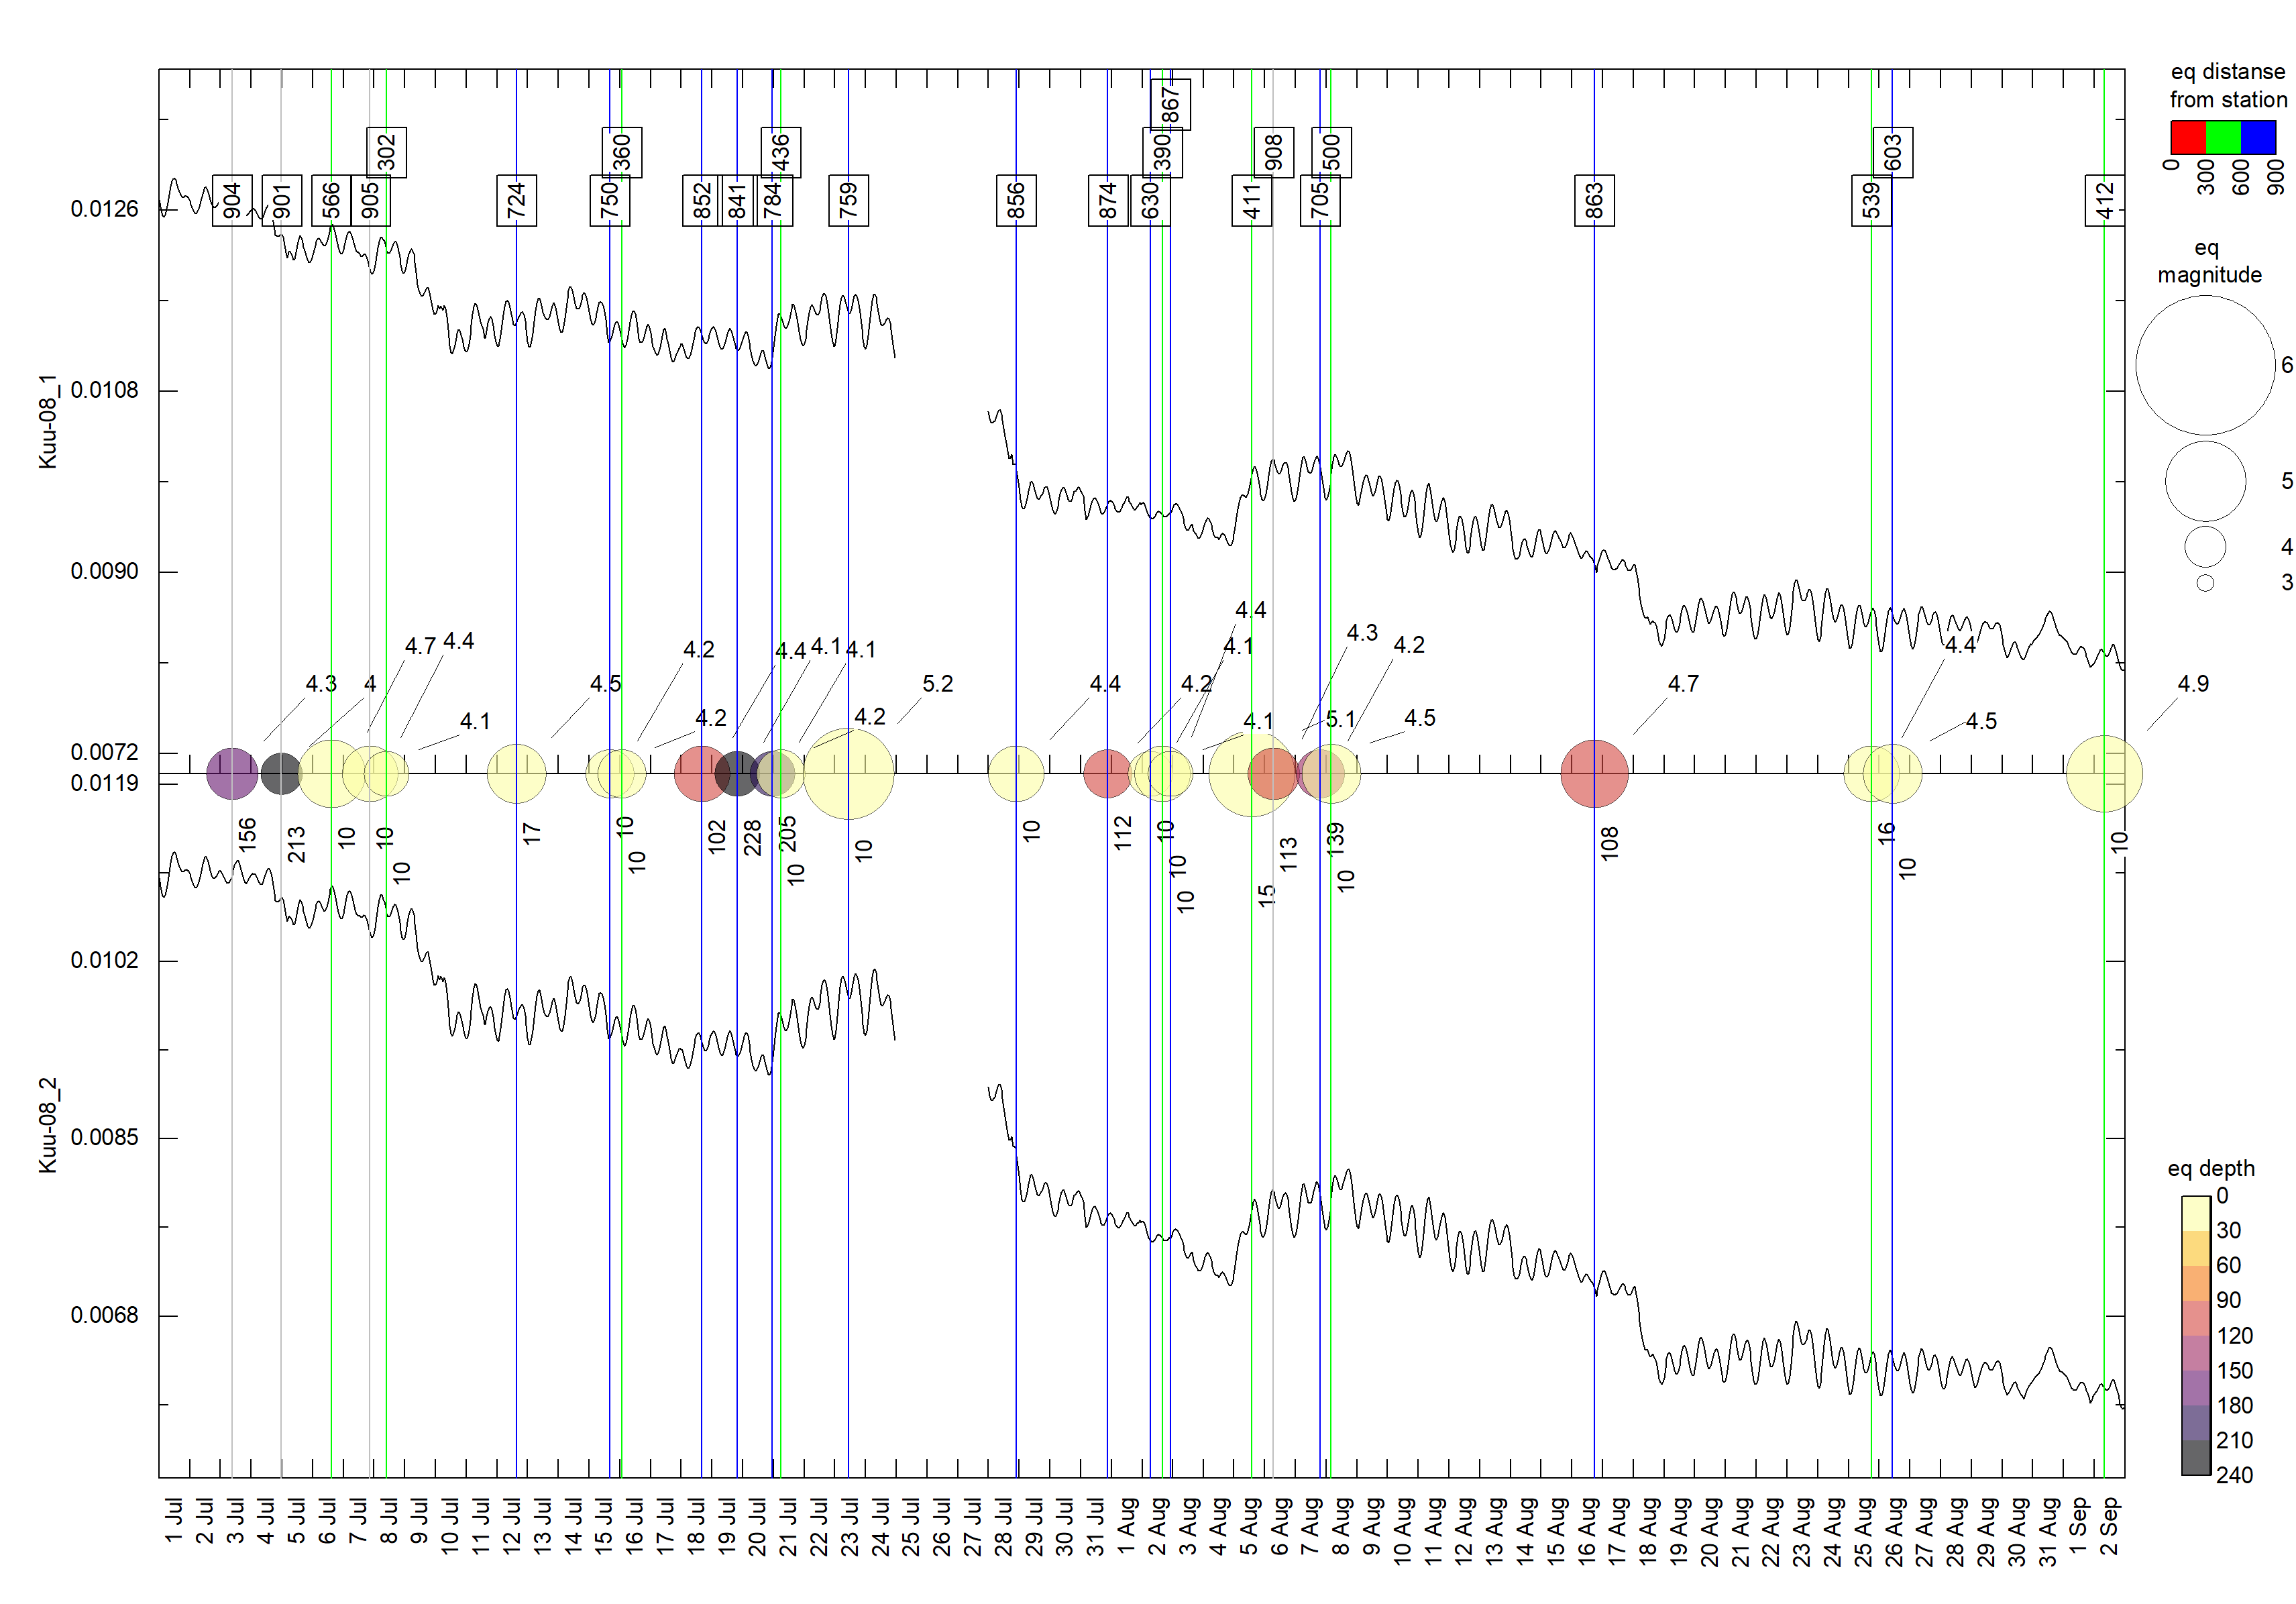 eq distanse
from station
0
300
600
900
eq
magnitude
6
5
4
3
867
302
360
436
390
908
500
603
904
901
566
905
724
750
852
841
784
759
856
874
630
411
705
863
539
412
Kuu-08_1
0.0126
0.0108
0.0090
0.0072
4.3
4
4.7
4.4
4.1
4.5
4.2
4.2
4.4
4.1
4.1
4.2
5.2
4.4
4.2
4.1
4.4
4.1
5.1
4.3
4.2
4.5
4.7
4.4
4.5
4.9
156
213
10
10
10
17
10
10
102
228
205
10
10
10
112
10
10
10
15
113
139
10
108
16
10
10
Kuu-08_2
0.0119
0.0102
0.0085
0.0068
eq depth
0
30
60
90
120
150
180
210
240
1 Jul
2 Jul
3 Jul
4 Jul
5 Jul
6 Jul
7 Jul
8 Jul
9 Jul
10 Jul
11 Jul
12 Jul
13 Jul
14 Jul
15 Jul
16 Jul
17 Jul
18 Jul
19 Jul
20 Jul
21 Jul
22 Jul
23 Jul
24 Jul
25 Jul
26 Jul
27 Jul
28 Jul
29 Jul
30 Jul
31 Jul
1 Aug
2 Aug
3 Aug
4 Aug
5 Aug
6 Aug
7 Aug
8 Aug
9 Aug
10 Aug
11 Aug
12 Aug
13 Aug
14 Aug
15 Aug
16 Aug
17 Aug
18 Aug
19 Aug
20 Aug
21 Aug
22 Aug
23 Aug
24 Aug
25 Aug
26 Aug
27 Aug
28 Aug
29 Aug
30 Aug
31 Aug
1 Sep
2 Sep